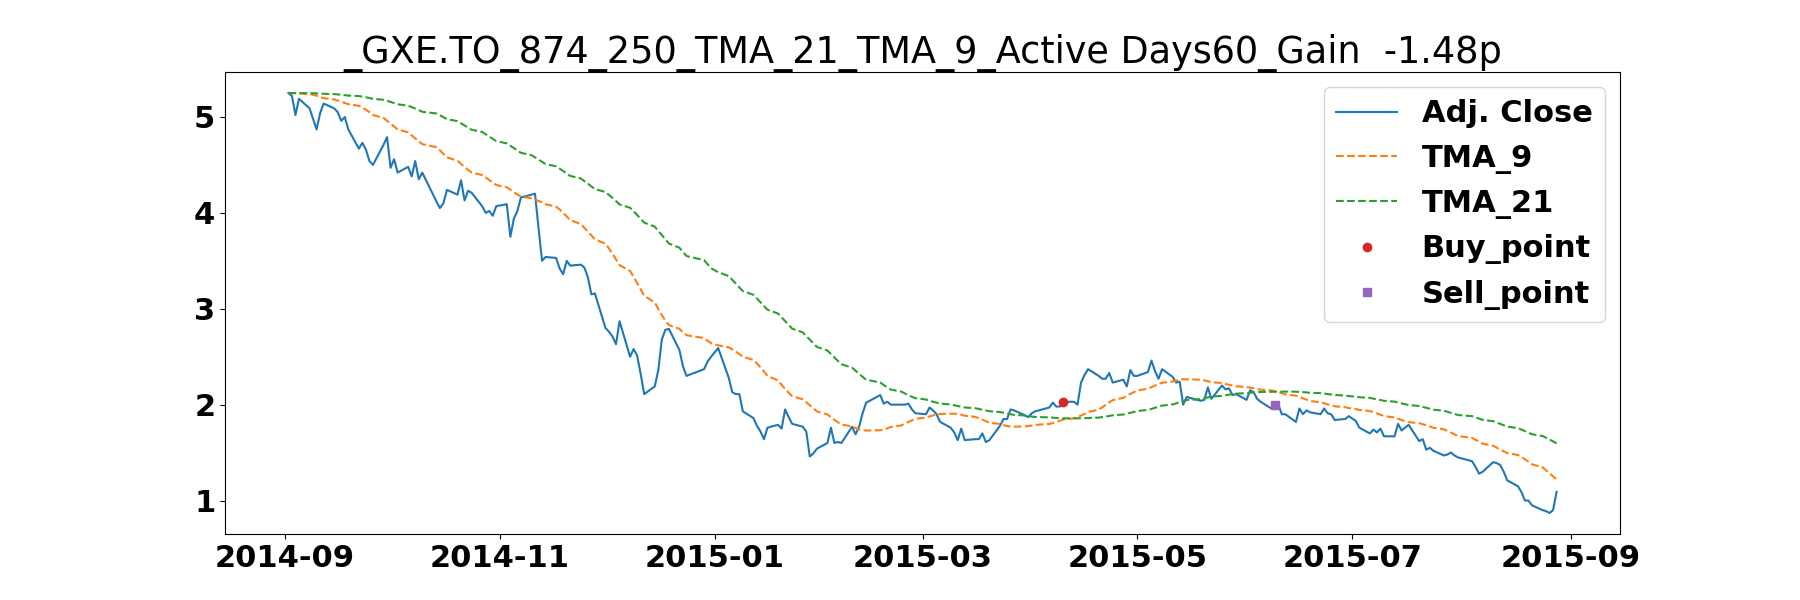 _GXE.TO_874_250_TMA_21_TMA_9_Active Days60_Gain  -1.48p
Adj. Close
TMA_9
TMA_21
Buy_point
Sell_point
5
4
3
2
1
2014-09
2014-11
2015-01
2015-03
2015-05
2015-07
2015-09